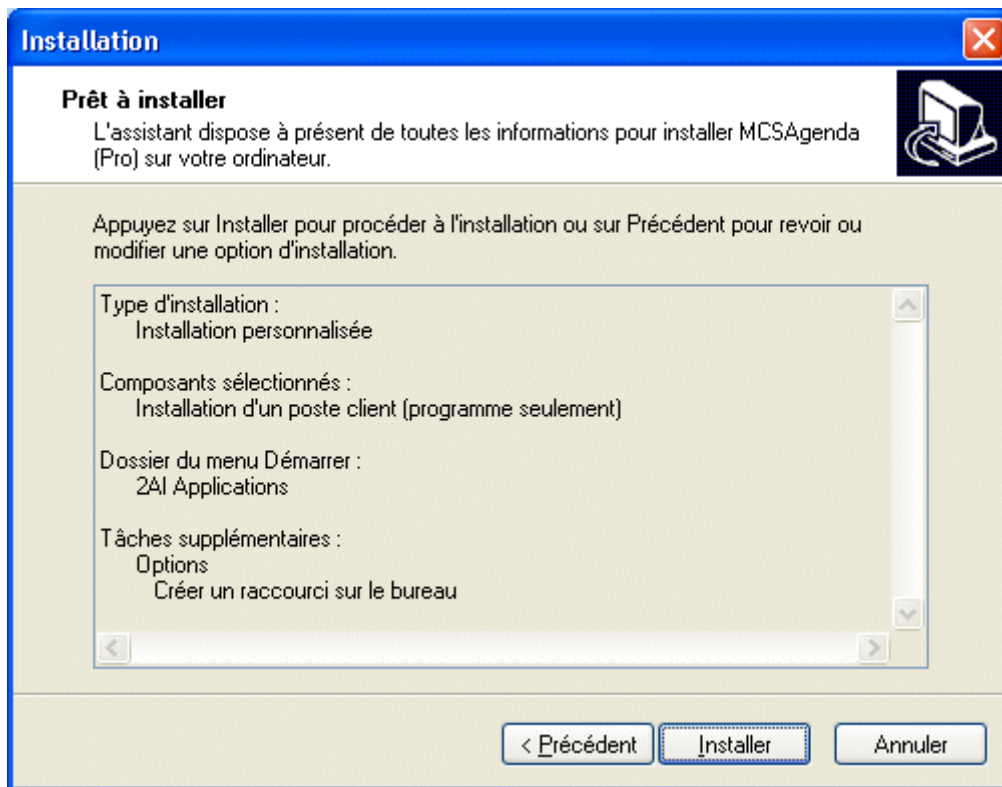 Installation
Prêt à installer
L'assistant dispose à présent de toutes les informations pour installer MCSAgenda
(Pro) sur votre ordinateur.
Appuyez sur Installer pour procéder à l'installation ou sur Précédent pour revoir ou
modifier une option d'installation.
Type d'installation :
Installation personnalisée
Composants sélectionnés :
Installation d'un poste client (programme seulement)
Dossier du menu Démarrer :
2AI Applications
Tâches supplémentaires :
Options
Créer un raccourci sur le bureau
< Précédent
Installer
Annuler